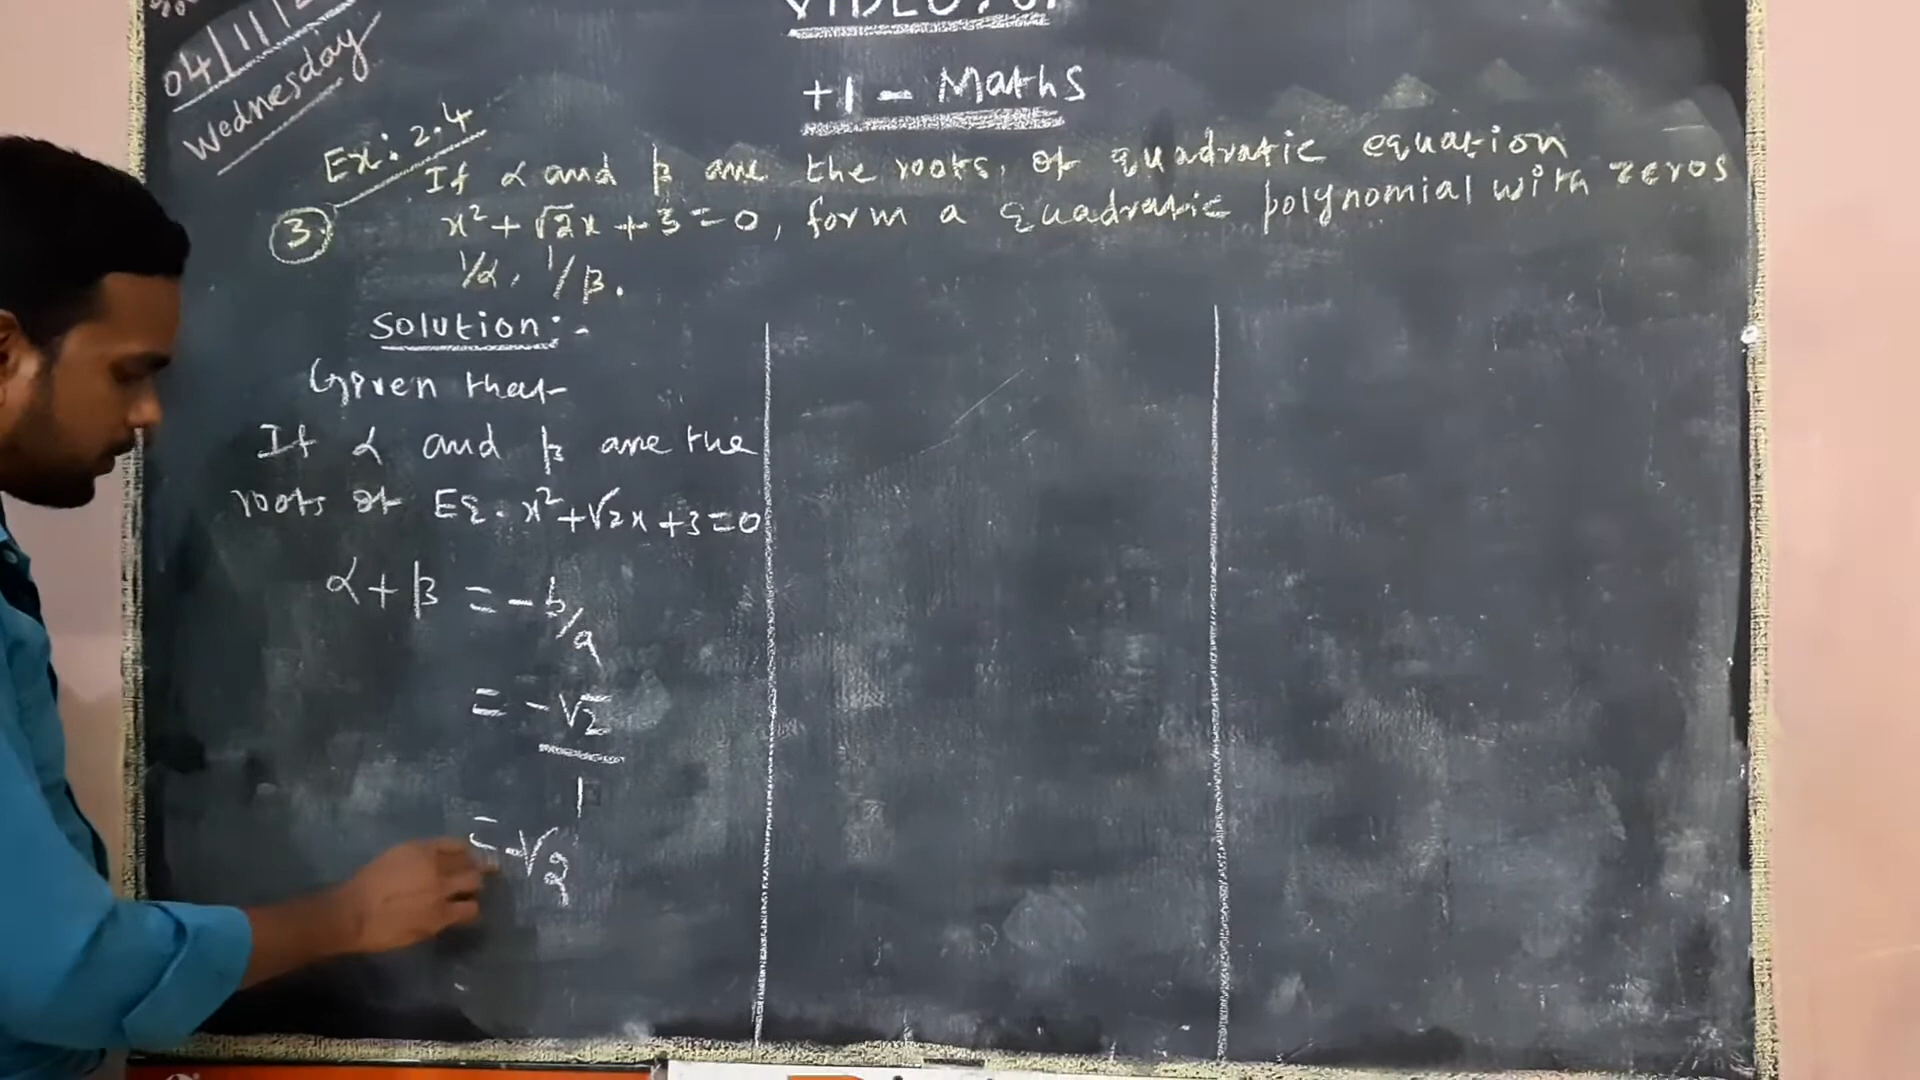 04/11/2
Wednesday
+1 - Maths
Ex: 2.4
③ If α and β are the roots, of quadratic equation
x² + √2x + 3 = 0, form a quadratic polynomial with zeros
1/α, 1/β.
Solution:-
Given that
If α and β are the
roots of Eq. x²+√2x+3=0
α+β = -b/a
= -√2/1
= -√2